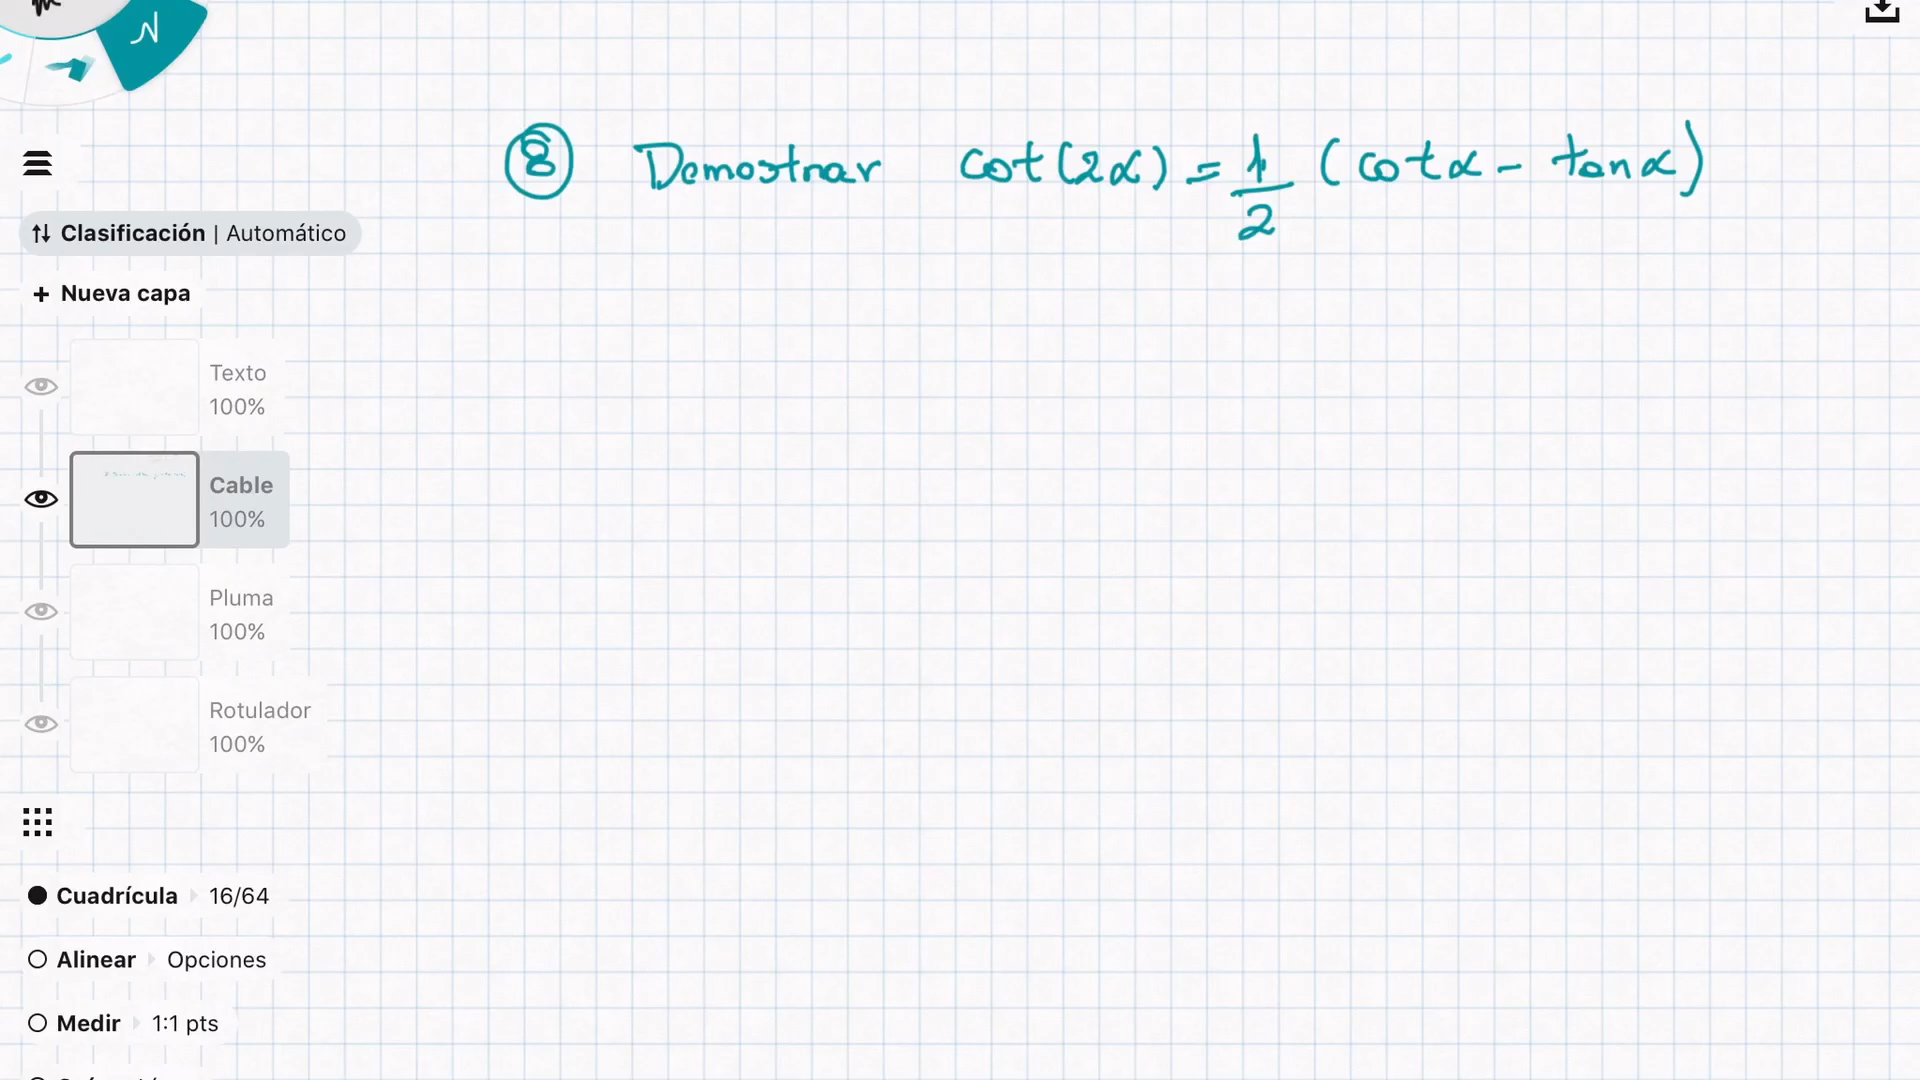 ⑧ Demostrar cot(2α) = 1/2 (cotα - tanα)
Clasificación | Automático
+ Nueva capa
Texto
100%
Cable
100%
Pluma
100%
Rotulador
100%
Cuadrícula 16/64
Alinear Opciones
Medir 1:1 pts